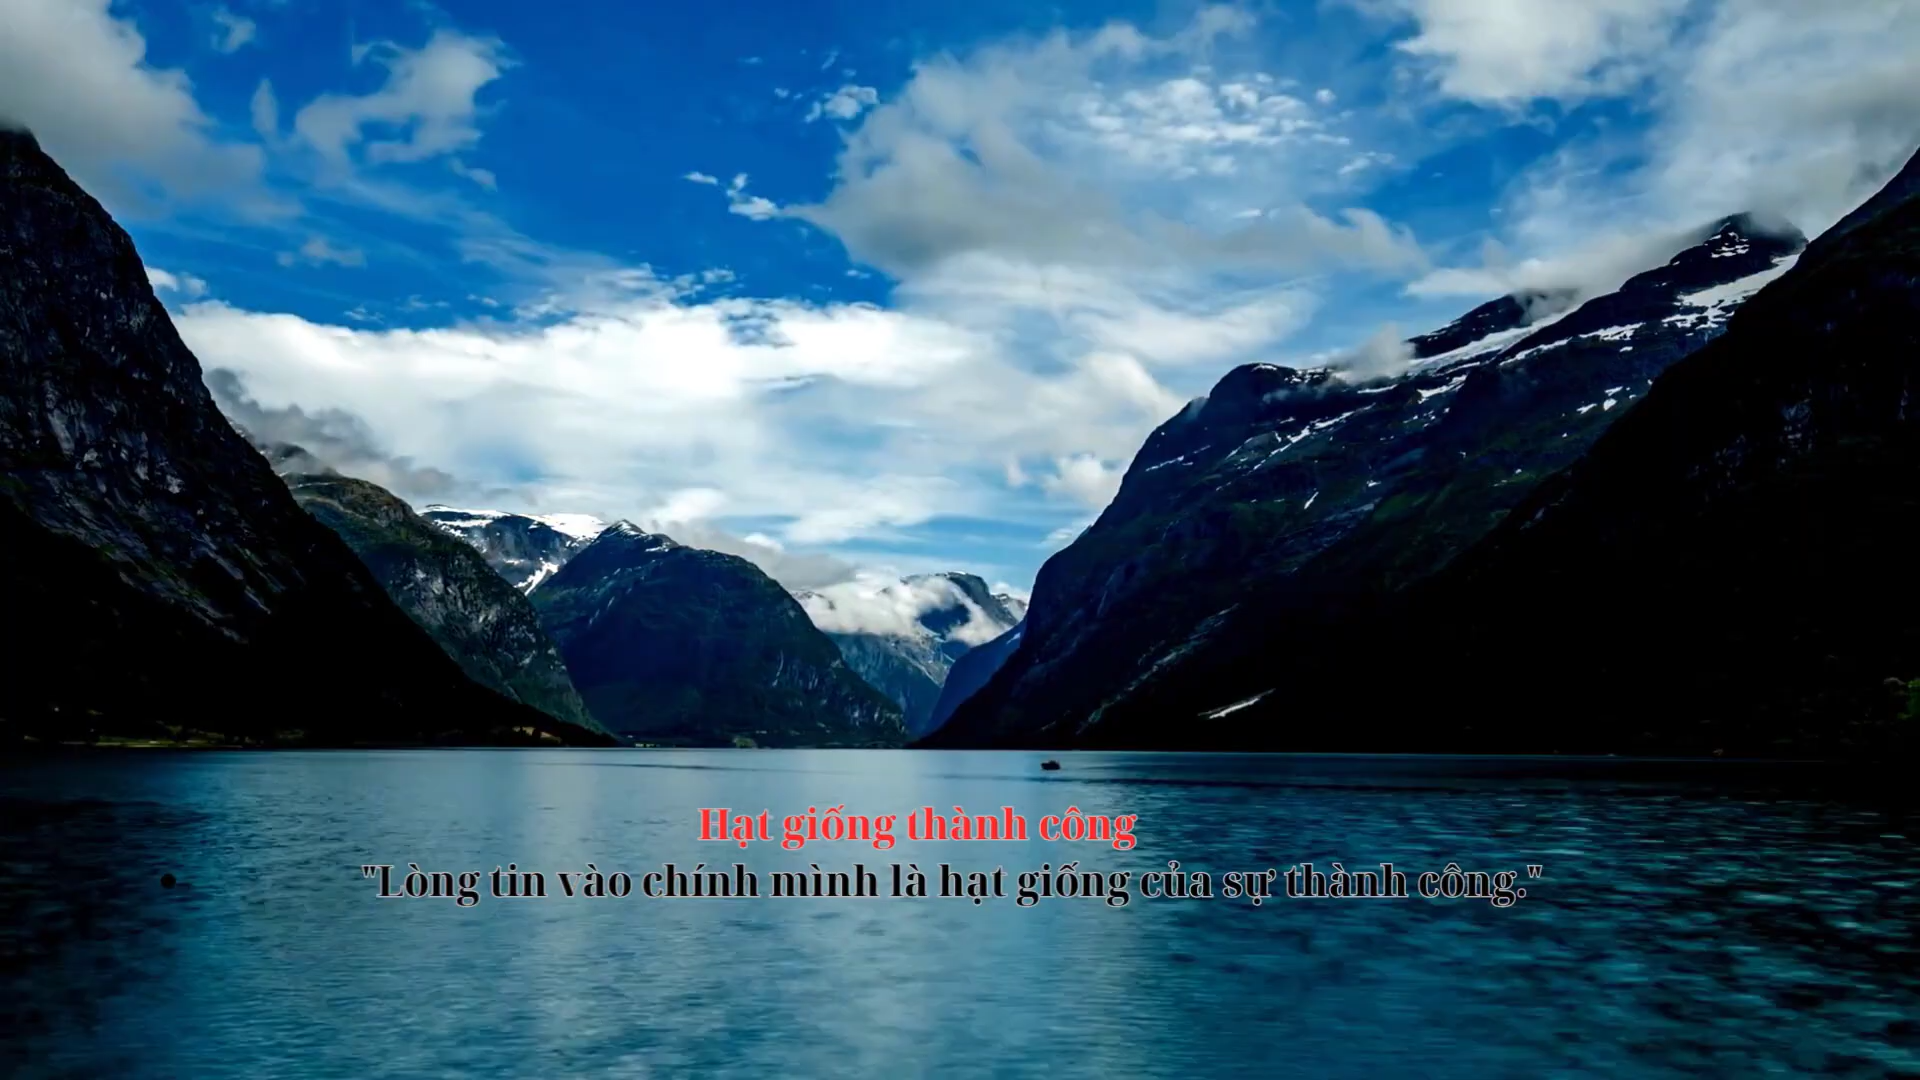 Hạt giống thành công
"Lòng tin vào chính mình là hạt giống của sự thành công."